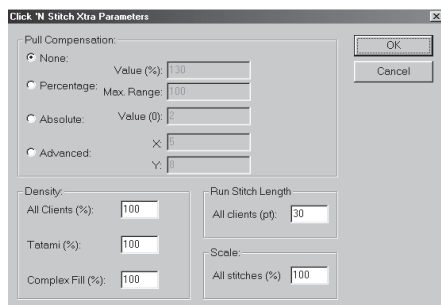 Click 'N Stitch Xtra Parameters
Pull Compensation:
None:
Value (%): 130
Percentage: Max. Range: 100
Absolute: Value (0): 2
Advanced: X: 5
Y: 8
Density:
All Clients (%): 100
Tatami (%): 100
Complex Fill (%): 100
Run Stitch Length
All clients (pt): 30
Scale:
All stitches (%) 100
OK
Cancel